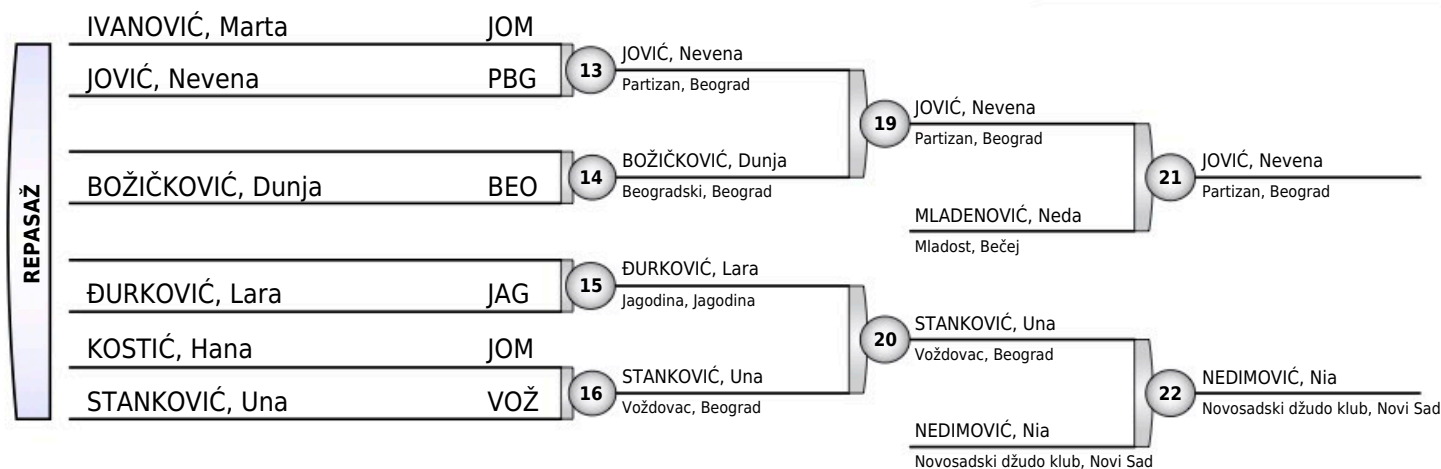 REPASAŽ
IVANOVIĆ, Marta JOM
JOVIĆ, Nevena PBG
BOŽIČKOVIĆ, Dunja BEO
ĐURKOVIĆ, Lara JAG
KOSTIĆ, Hana JOM
STANKOVIĆ, Una VOŽ
13
JOVIĆ, Nevena
Partizan, Beograd
14
BOŽIČKOVIĆ, Dunja
Beogradski, Beograd
15
ĐURKOVIĆ, Lara
Jagodina, Jagodina
16
STANKOVIĆ, Una
Voždovac, Beograd
19
JOVIĆ, Nevena
Partizan, Beograd
MLADENOVIĆ, Neda
Mladost, Bečej
20
STANKOVIĆ, Una
Voždovac, Beograd
NEDIMOVIĆ, Nia
Novosadski džudo klub, Novi Sad
21
JOVIĆ, Nevena
Partizan, Beograd
22
NEDIMOVIĆ, Nia
Novosadski džudo klub, Novi Sad